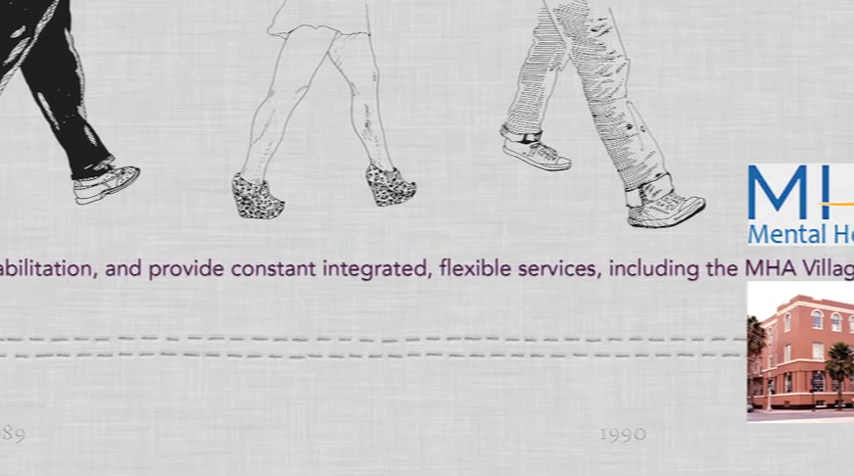 MH
Mental He
abilitation, and provide constant integrated, flexible services, including the MHA Villag
89
1990